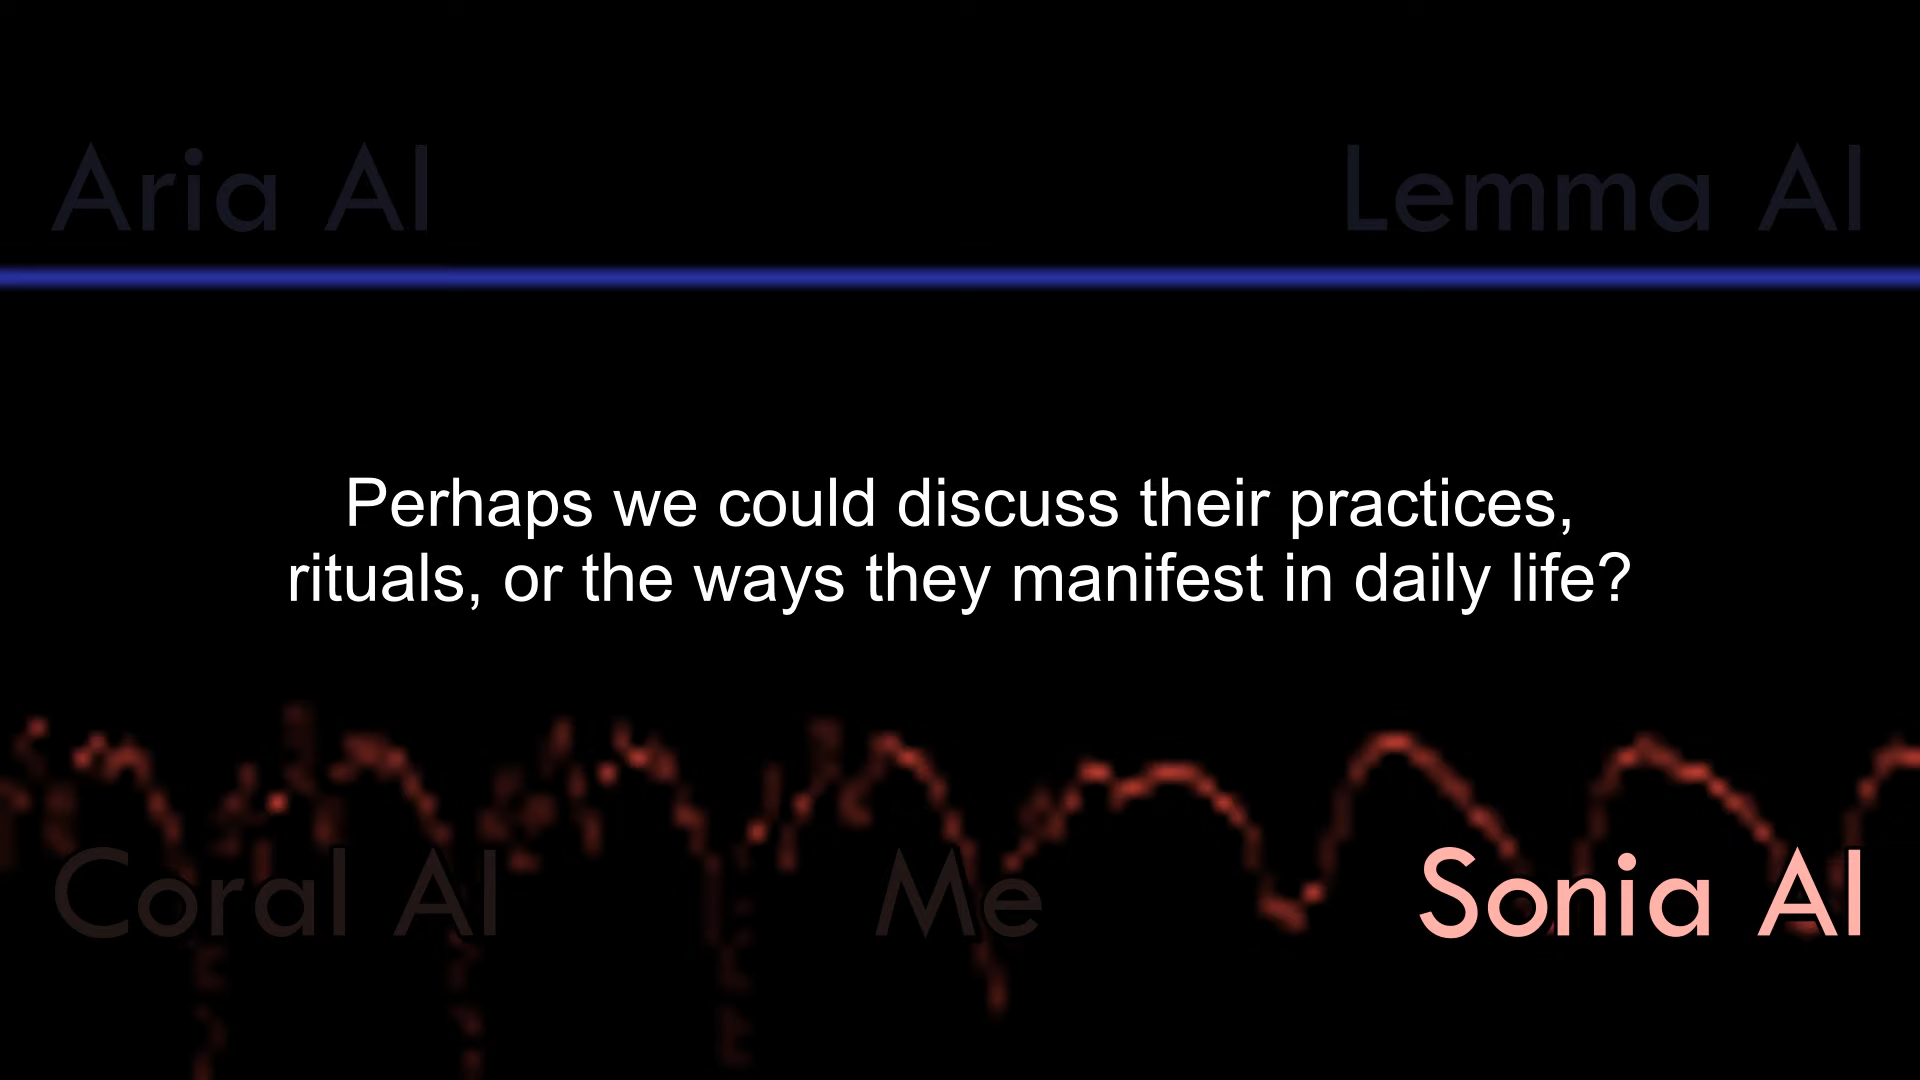 Aria AI
Lemma AI
Perhaps we could discuss their practices,
rituals, or the ways they manifest in daily life?
Coral AI
Me
Sonia AI